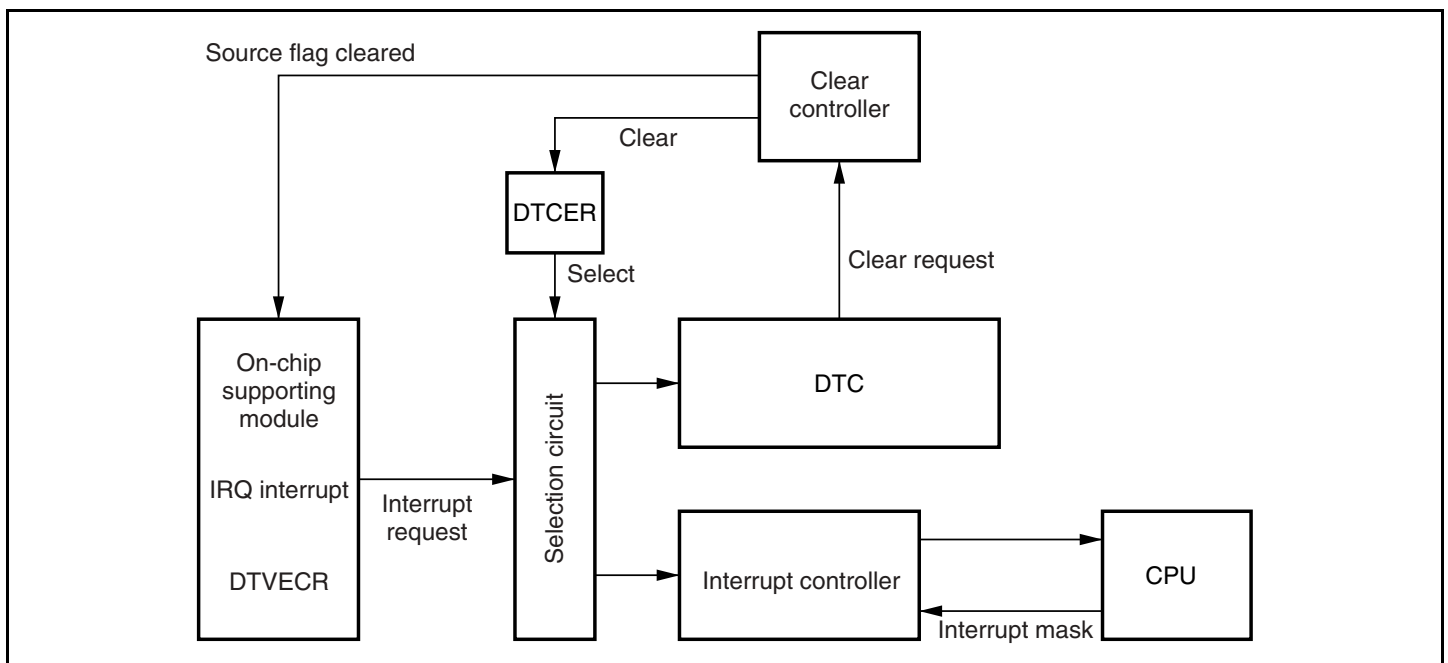 Source flag cleared
Clear
controller
Clear
DTCER
Select
Clear request
On-chip
supporting
module
IRQ interrupt
DTVECR
Interrupt
request
Selection circuit
DTC
Interrupt controller
CPU
Interrupt mask